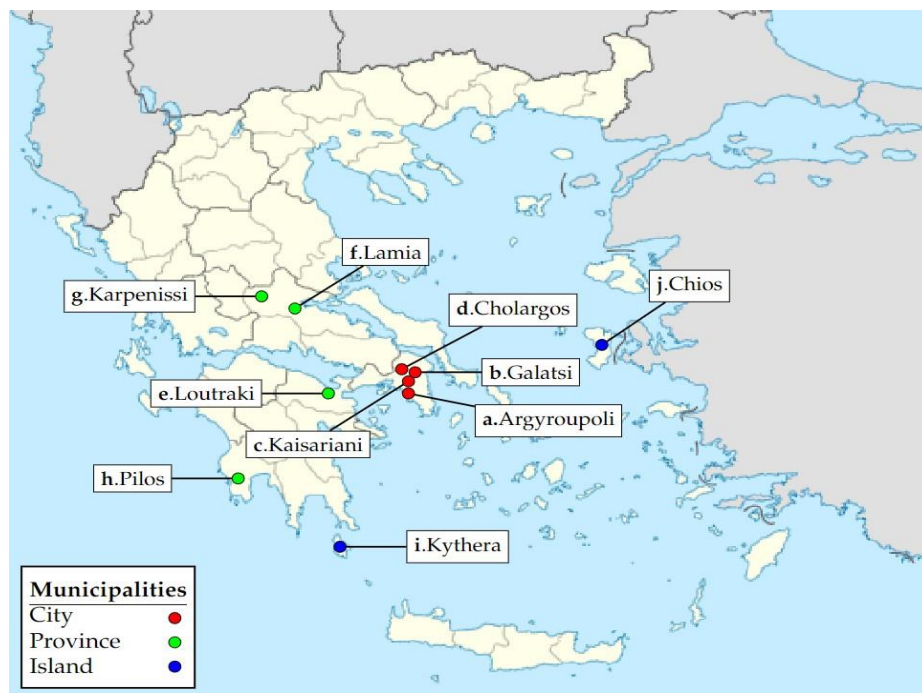 f.Lamia
g.Karpenissi
j.Chios
d.Cholargos
b.Galatsi
e.Loutraki
a.Argyroupoli
c.Kaisariani
h.Pilos
i.Kythera
Municipalities
City
Province
Island